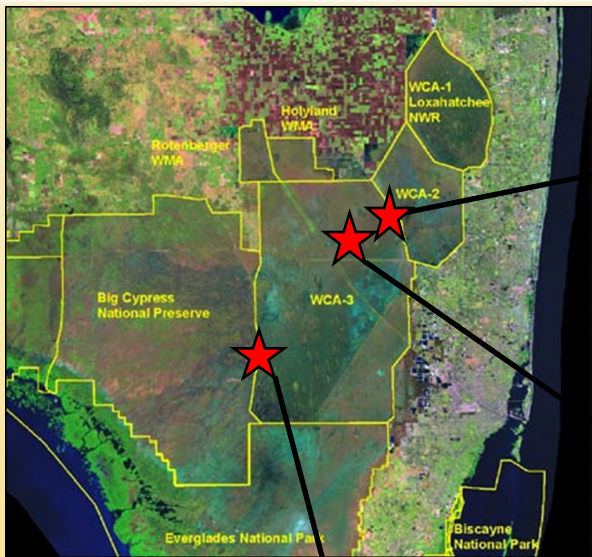 WCA-1
Loxahatchee
NWR
Holyland
WMA
Rotenberger
WMA
WCA-2
Big Cypress
National Preserve
WCA-3
Everglades National Park
Biscayne
National Park